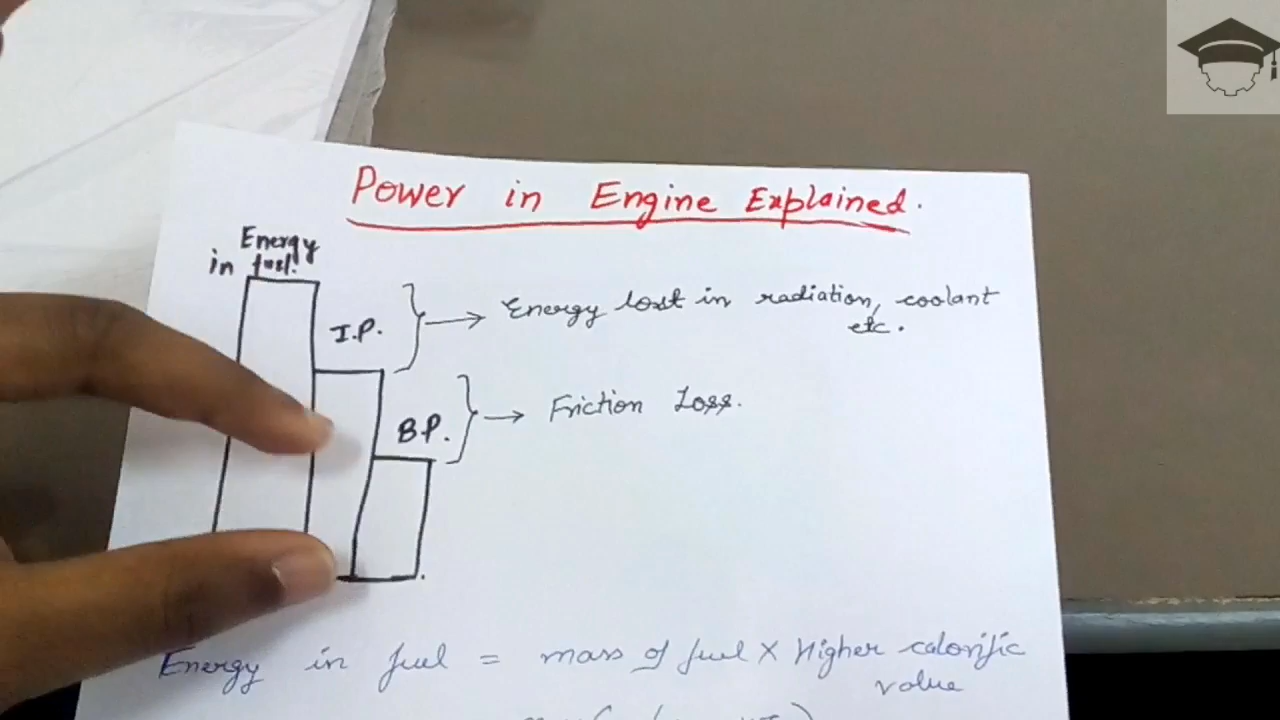 Power in Engine Explained.
Energy
in fuel.
I.P.
Energy lost in radiation, coolant
etc.
B.P.
Friction Loss.
Energy in fuel = mass of fuel X Higher calorific
value